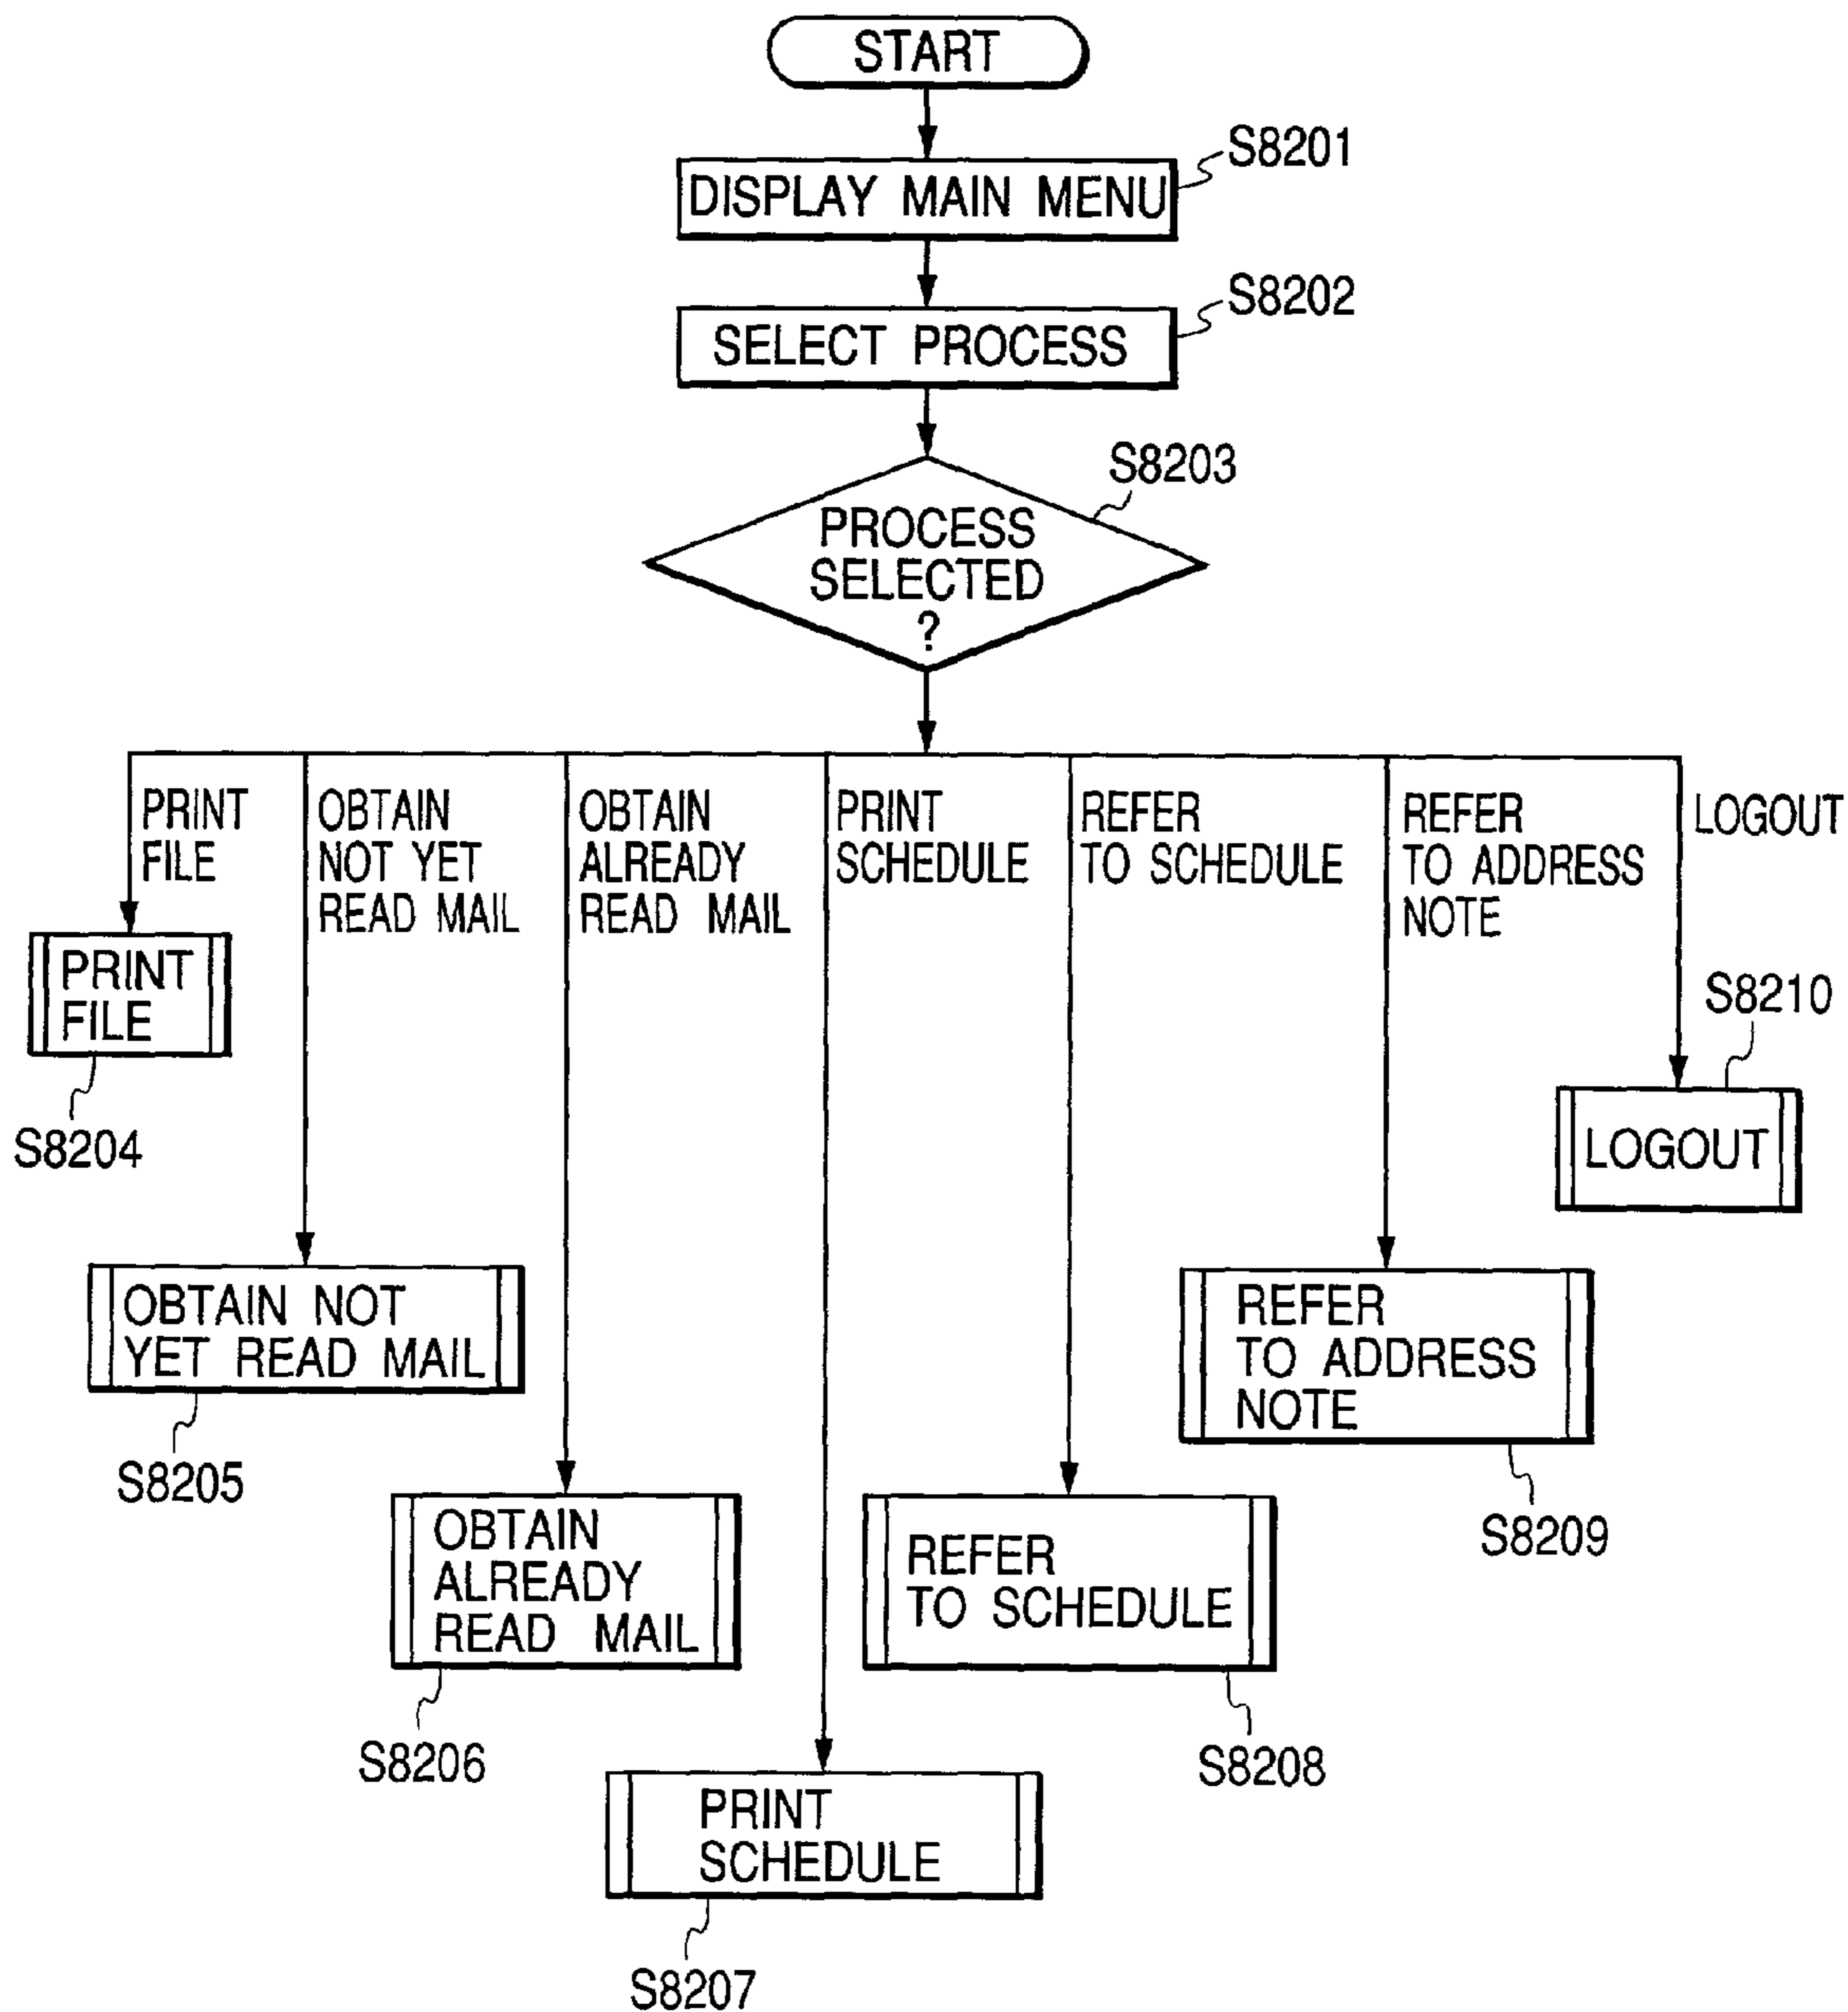 START
S8201
DISPLAY MAIN MENU
S8202
SELECT PROCESS
S8203
PROCESS
SELECTED
?
PRINT
FILE
OBTAIN
NOT YET
READ MAIL
OBTAIN
ALREADY
READ MAIL
PRINT
SCHEDULE
REFER
TO SCHEDULE
REFER
TO ADDRESS
NOTE
LOGOUT
PRINT
FILE
S8204
S8210
LOGOUT
OBTAIN NOT
YET READ MAIL
S8205
REFER
TO ADDRESS
NOTE
S8209
OBTAIN
ALREADY
READ MAIL
S8206
REFER
TO SCHEDULE
S8208
PRINT
SCHEDULE
S8207